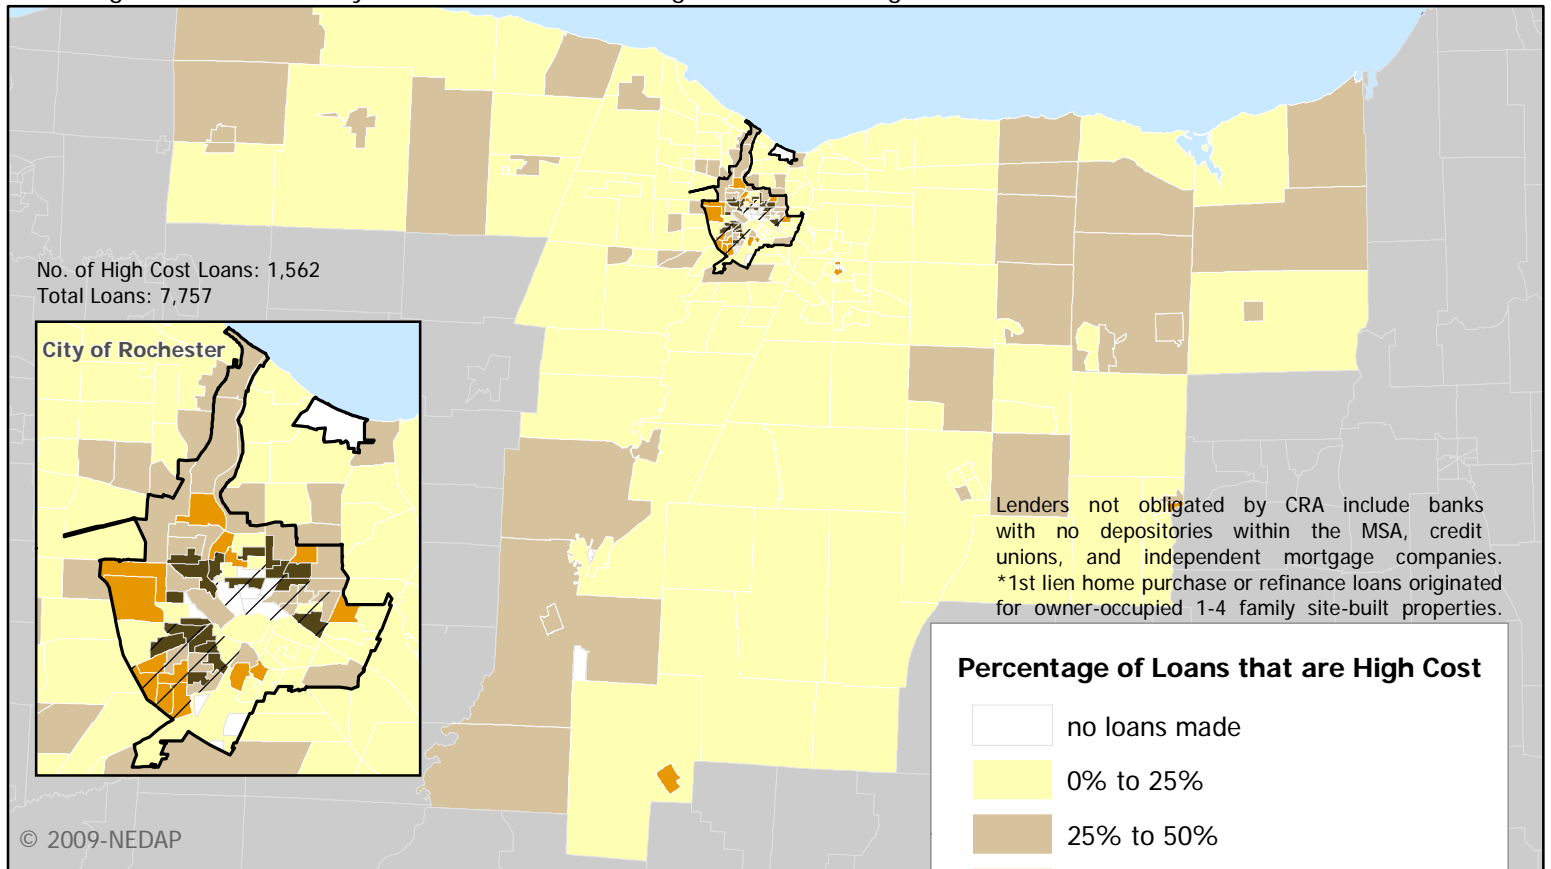 No. of High Cost Loans: 1,562
Total Loans: 7,757
City of Rochester
Lenders not obligated by CRA include banks
with no depositories within the MSA, credit
unions, and independent mortgage companies.
*1st lien home purchase or refinance loans originated
for owner-occupied 1-4 family site-built properties.
Percentage of Loans that are High Cost
no loans made
0% to 25%
25% to 50%
© 2009-NEDAP